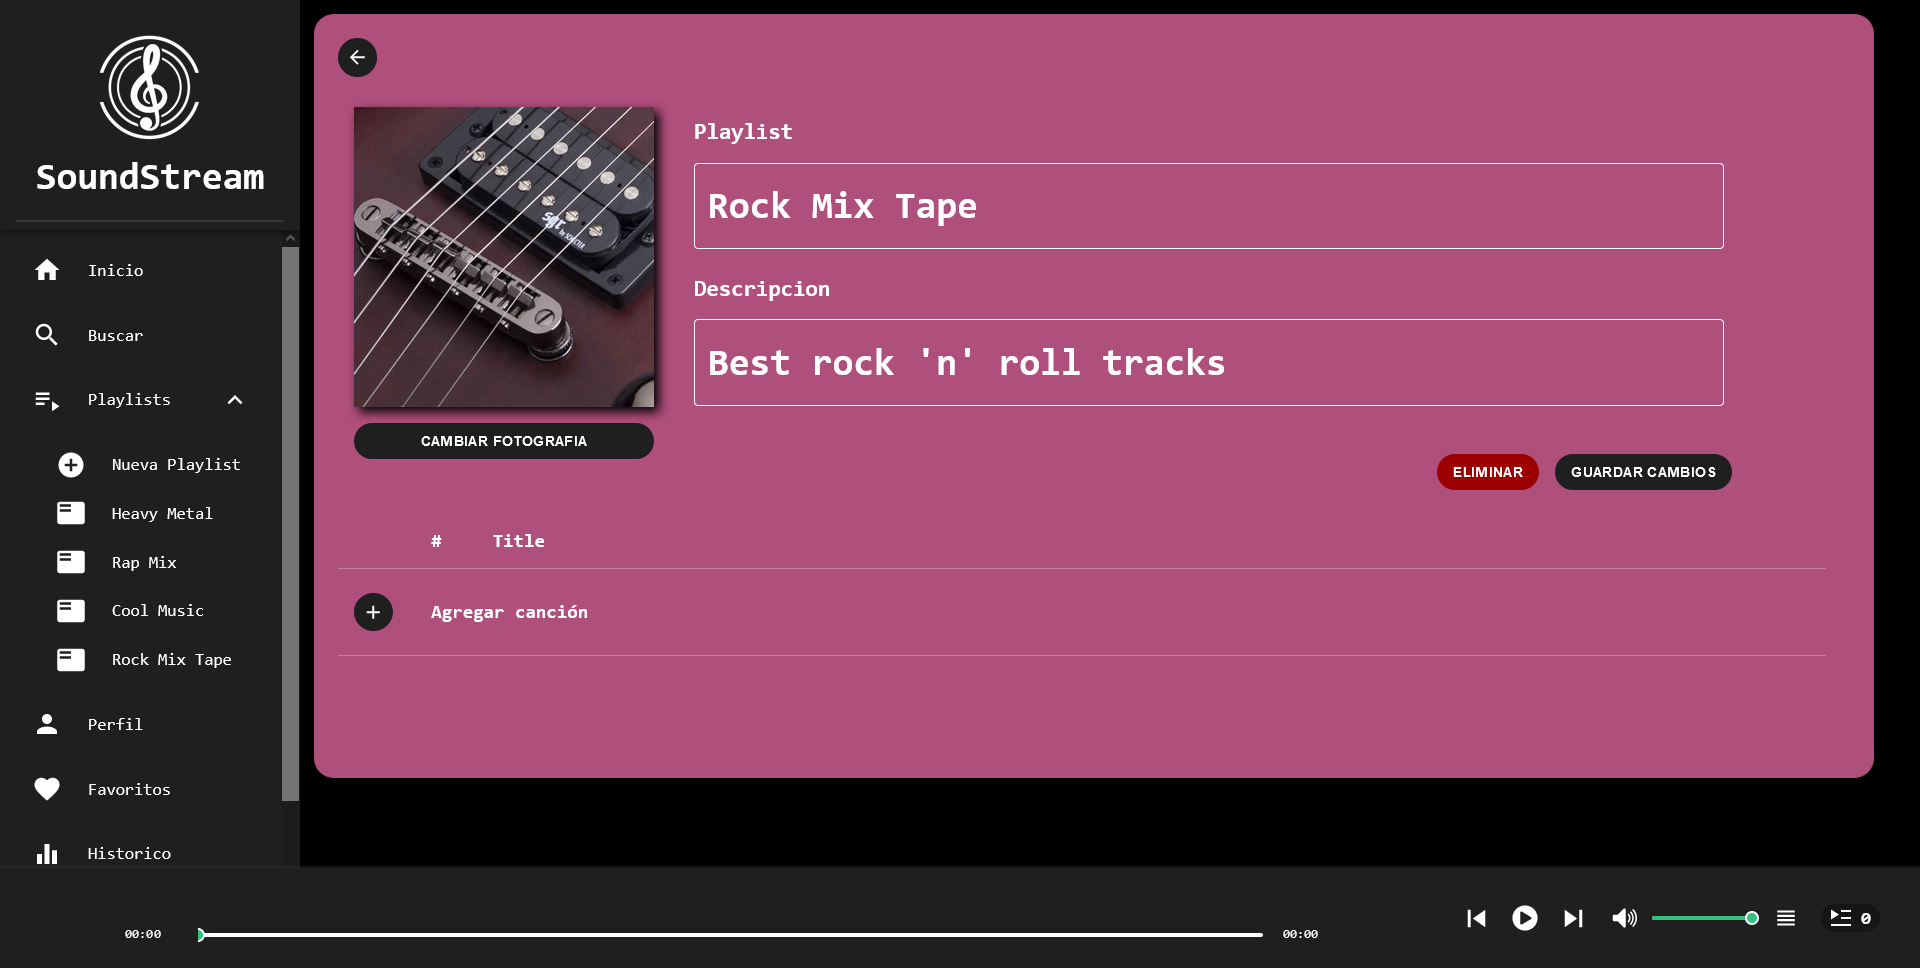 SoundStream
Inicio
Buscar
Playlists
Nueva Playlist
Heavy Metal
Rap Mix
Cool Music
Rock Mix Tape
Perfil
Favoritos
Historico
Playlist
Rock Mix Tape
Descripcion
Best rock 'n' roll tracks
CAMBIAR FOTOGRAFIA
ELIMINAR
GUARDAR CAMBIOS
# Title
Agregar canción
00:00
00:00
0